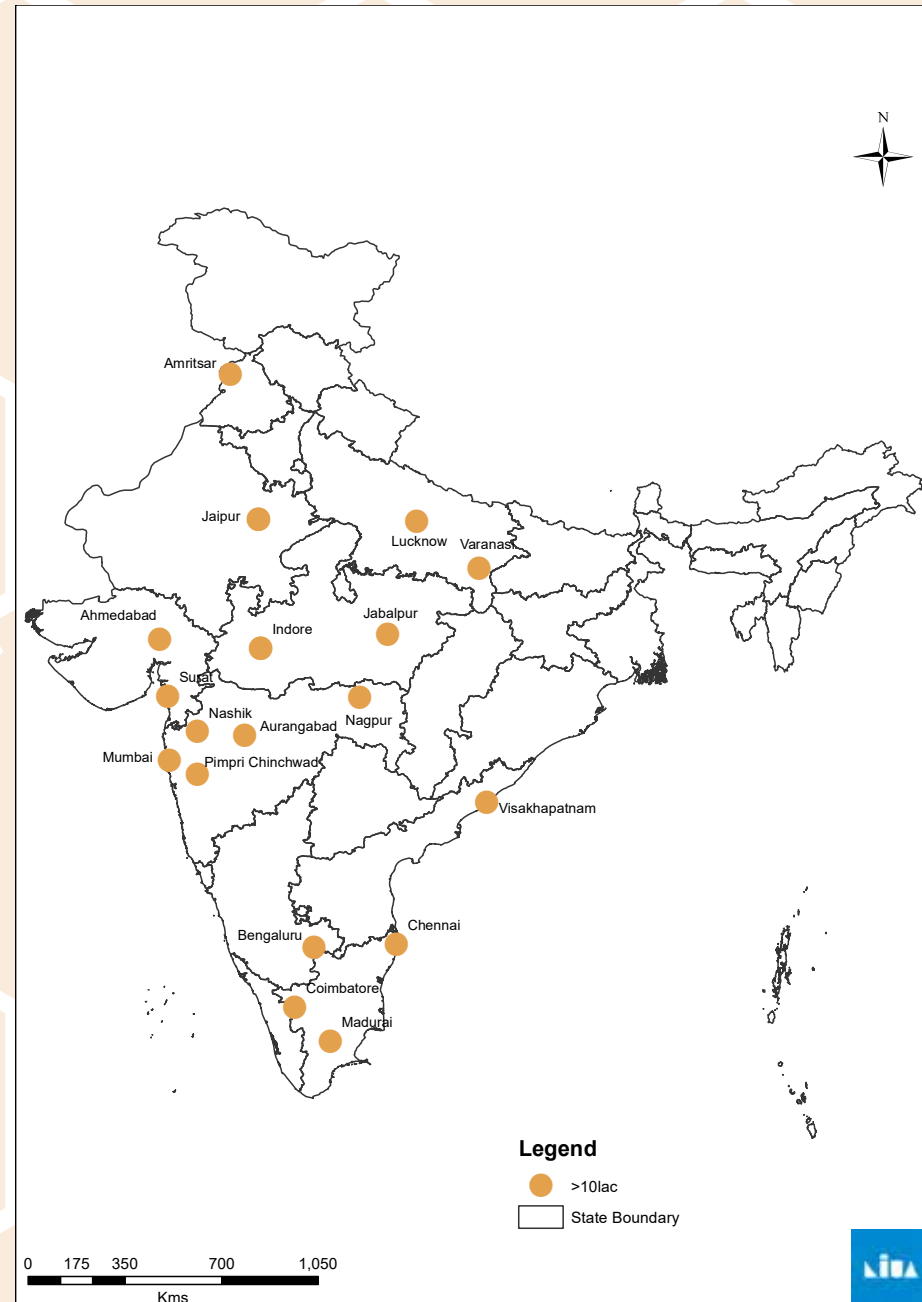 N
Amritsar
Jaipur
Lucknow
Varanasi
Ahmedabad
Indore
Jabalpur
Surat
Nashik
Aurangabad
Nagpur
Mumbai
Pimpri Chinchwad
Visakhapatnam
Bengaluru
Chennai
Coimbatore
Madurai
Legend
>10lac
State Boundary
0 175 350 700 1,050
Kms
NIUA